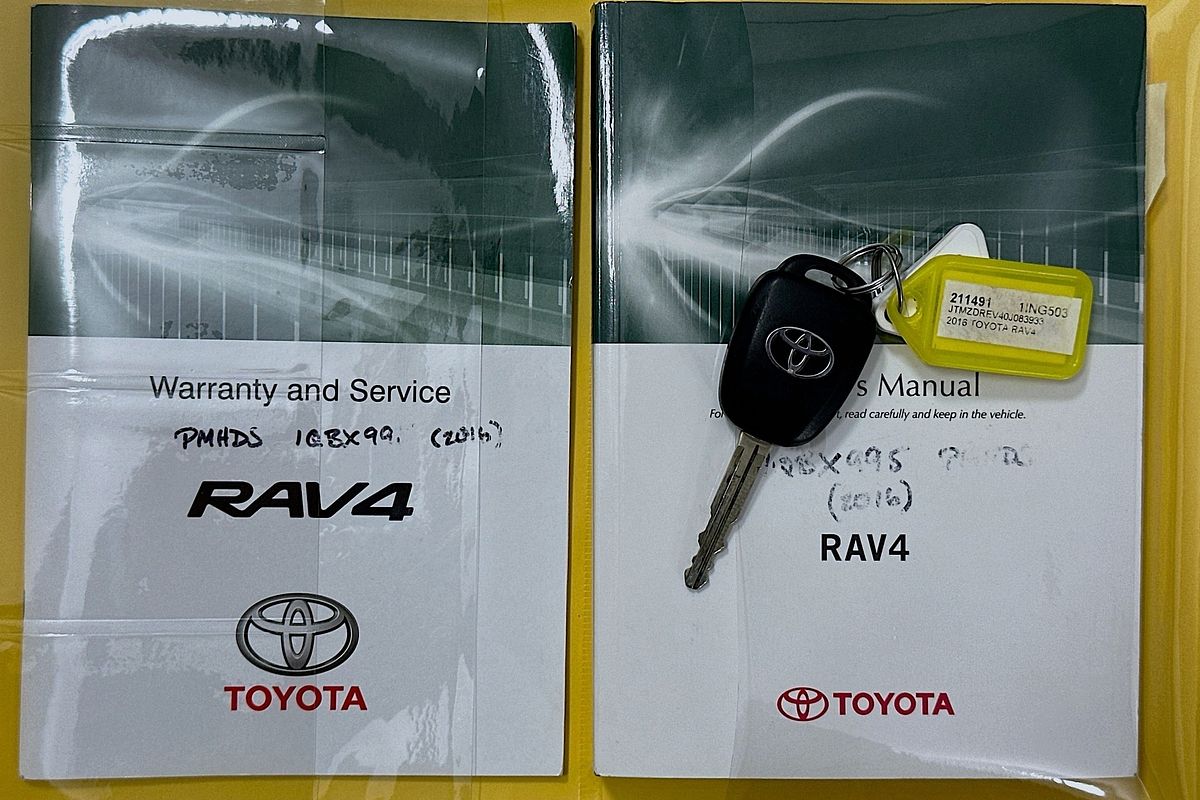 Warranty and Service
PMHDS 1GBX99. (2016)
RAV4
TOYOTA
211491 1ING503
JTMZDREV40J083933
2016 TOYOTA RAV4
s Manual
read carefully and keep in the vehicle.
(2016)
RAV4
TOYOTA